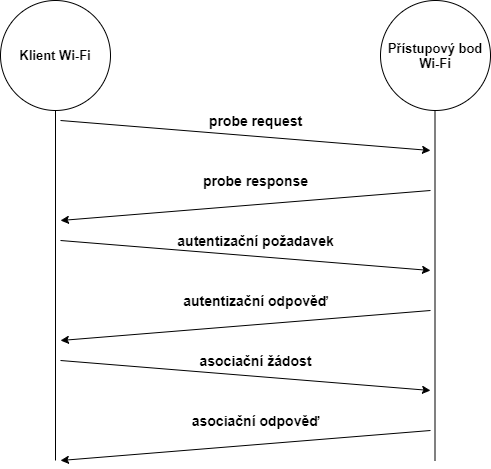 Klient Wi-Fi
Přístupový bod
Wi-Fi
probe request
probe response
autentizační požadavek
autentizační odpověď
asociační žádost
asociační odpověď